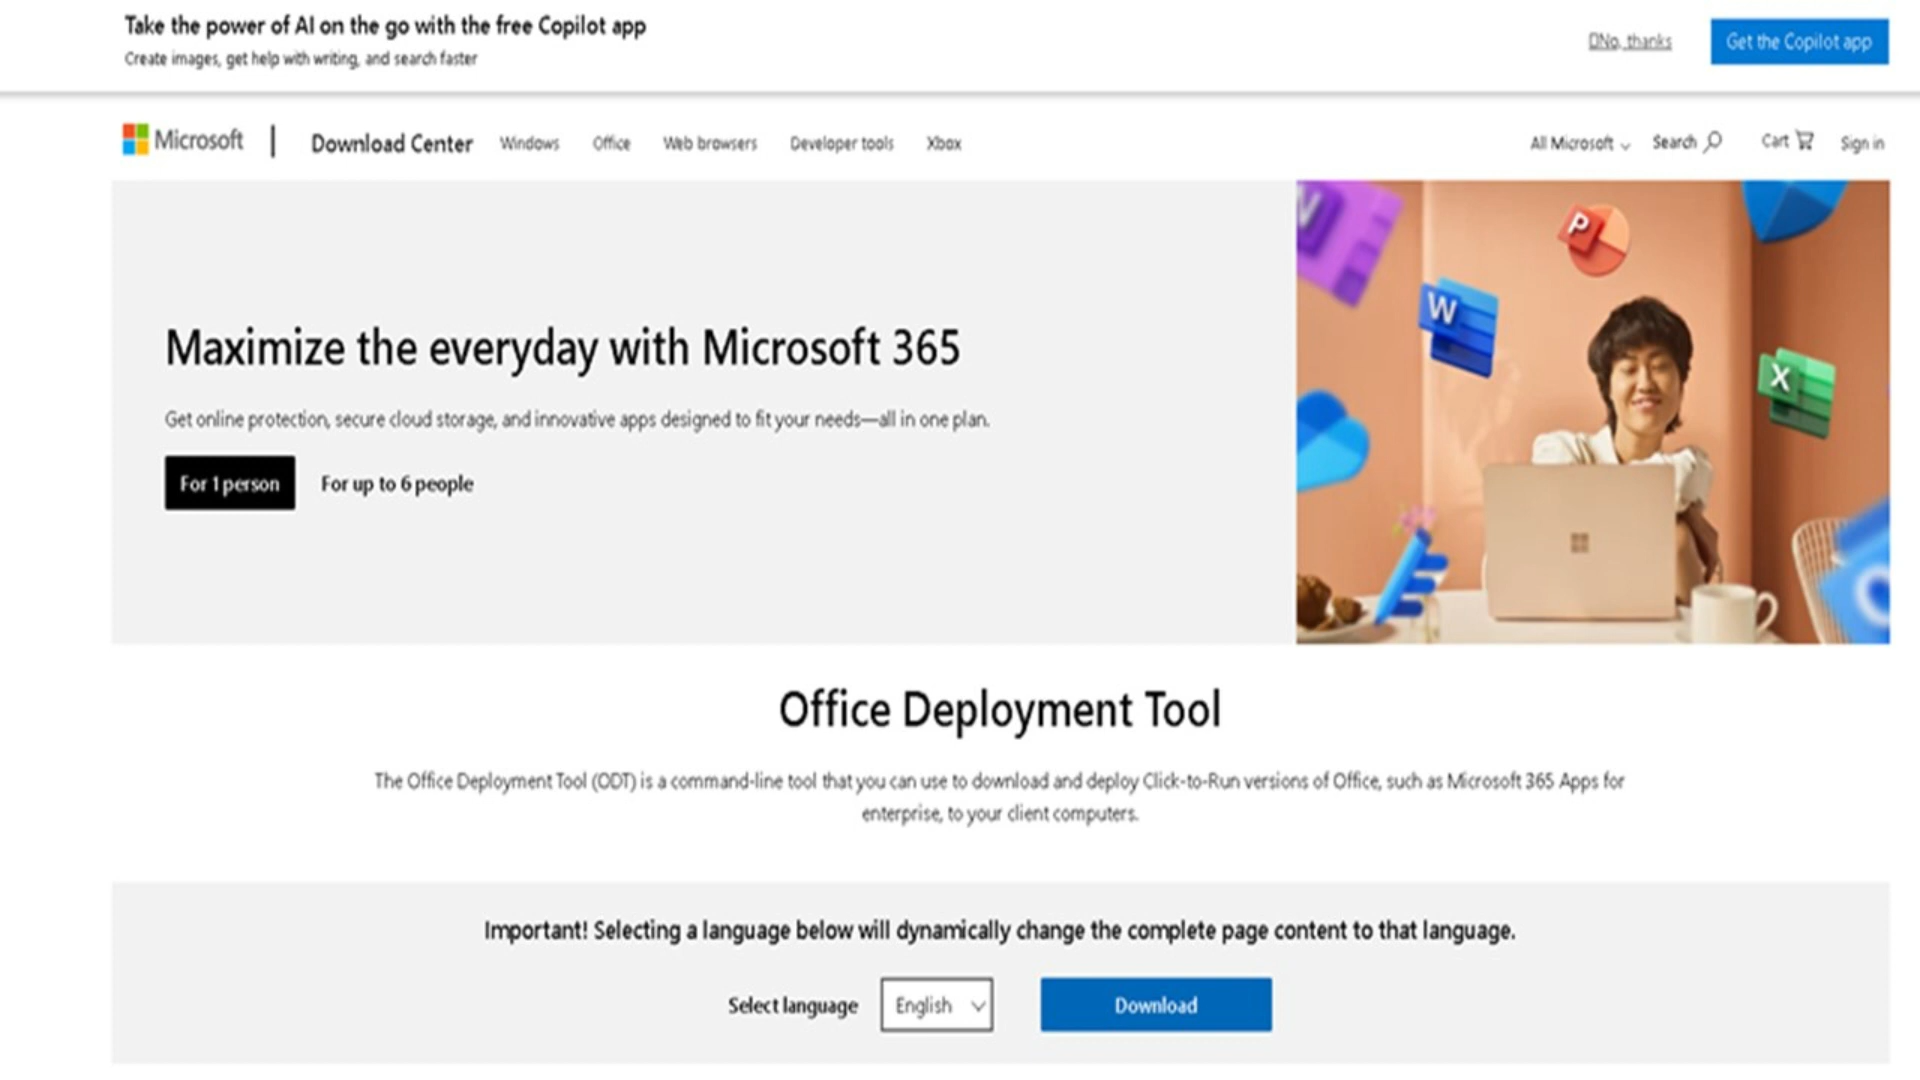 Take the power of AI on the go with the free Copilot app
Create images, get help with writing, and search faster
No, thanks
Get the Copilot app
Microsoft
Download Center
Windows
Office
Web browsers
Developer tools
Xbox
All Microsoft
Search
Cart
Sign in
Maximize the everyday with Microsoft 365
Get online protection, secure cloud storage, and innovative apps designed to fit your needs—all in one plan.
For 1 person
For up to 6 people
N
P
W
X
O
Office Deployment Tool
The Office Deployment Tool (ODT) is a command-line tool that you can use to download and deploy Click-to-Run versions of Office, such as Microsoft 365 Apps for
enterprise, to your client computers.
Important! Selecting a language below will dynamically change the complete page content to that language.
Select language
English
Download